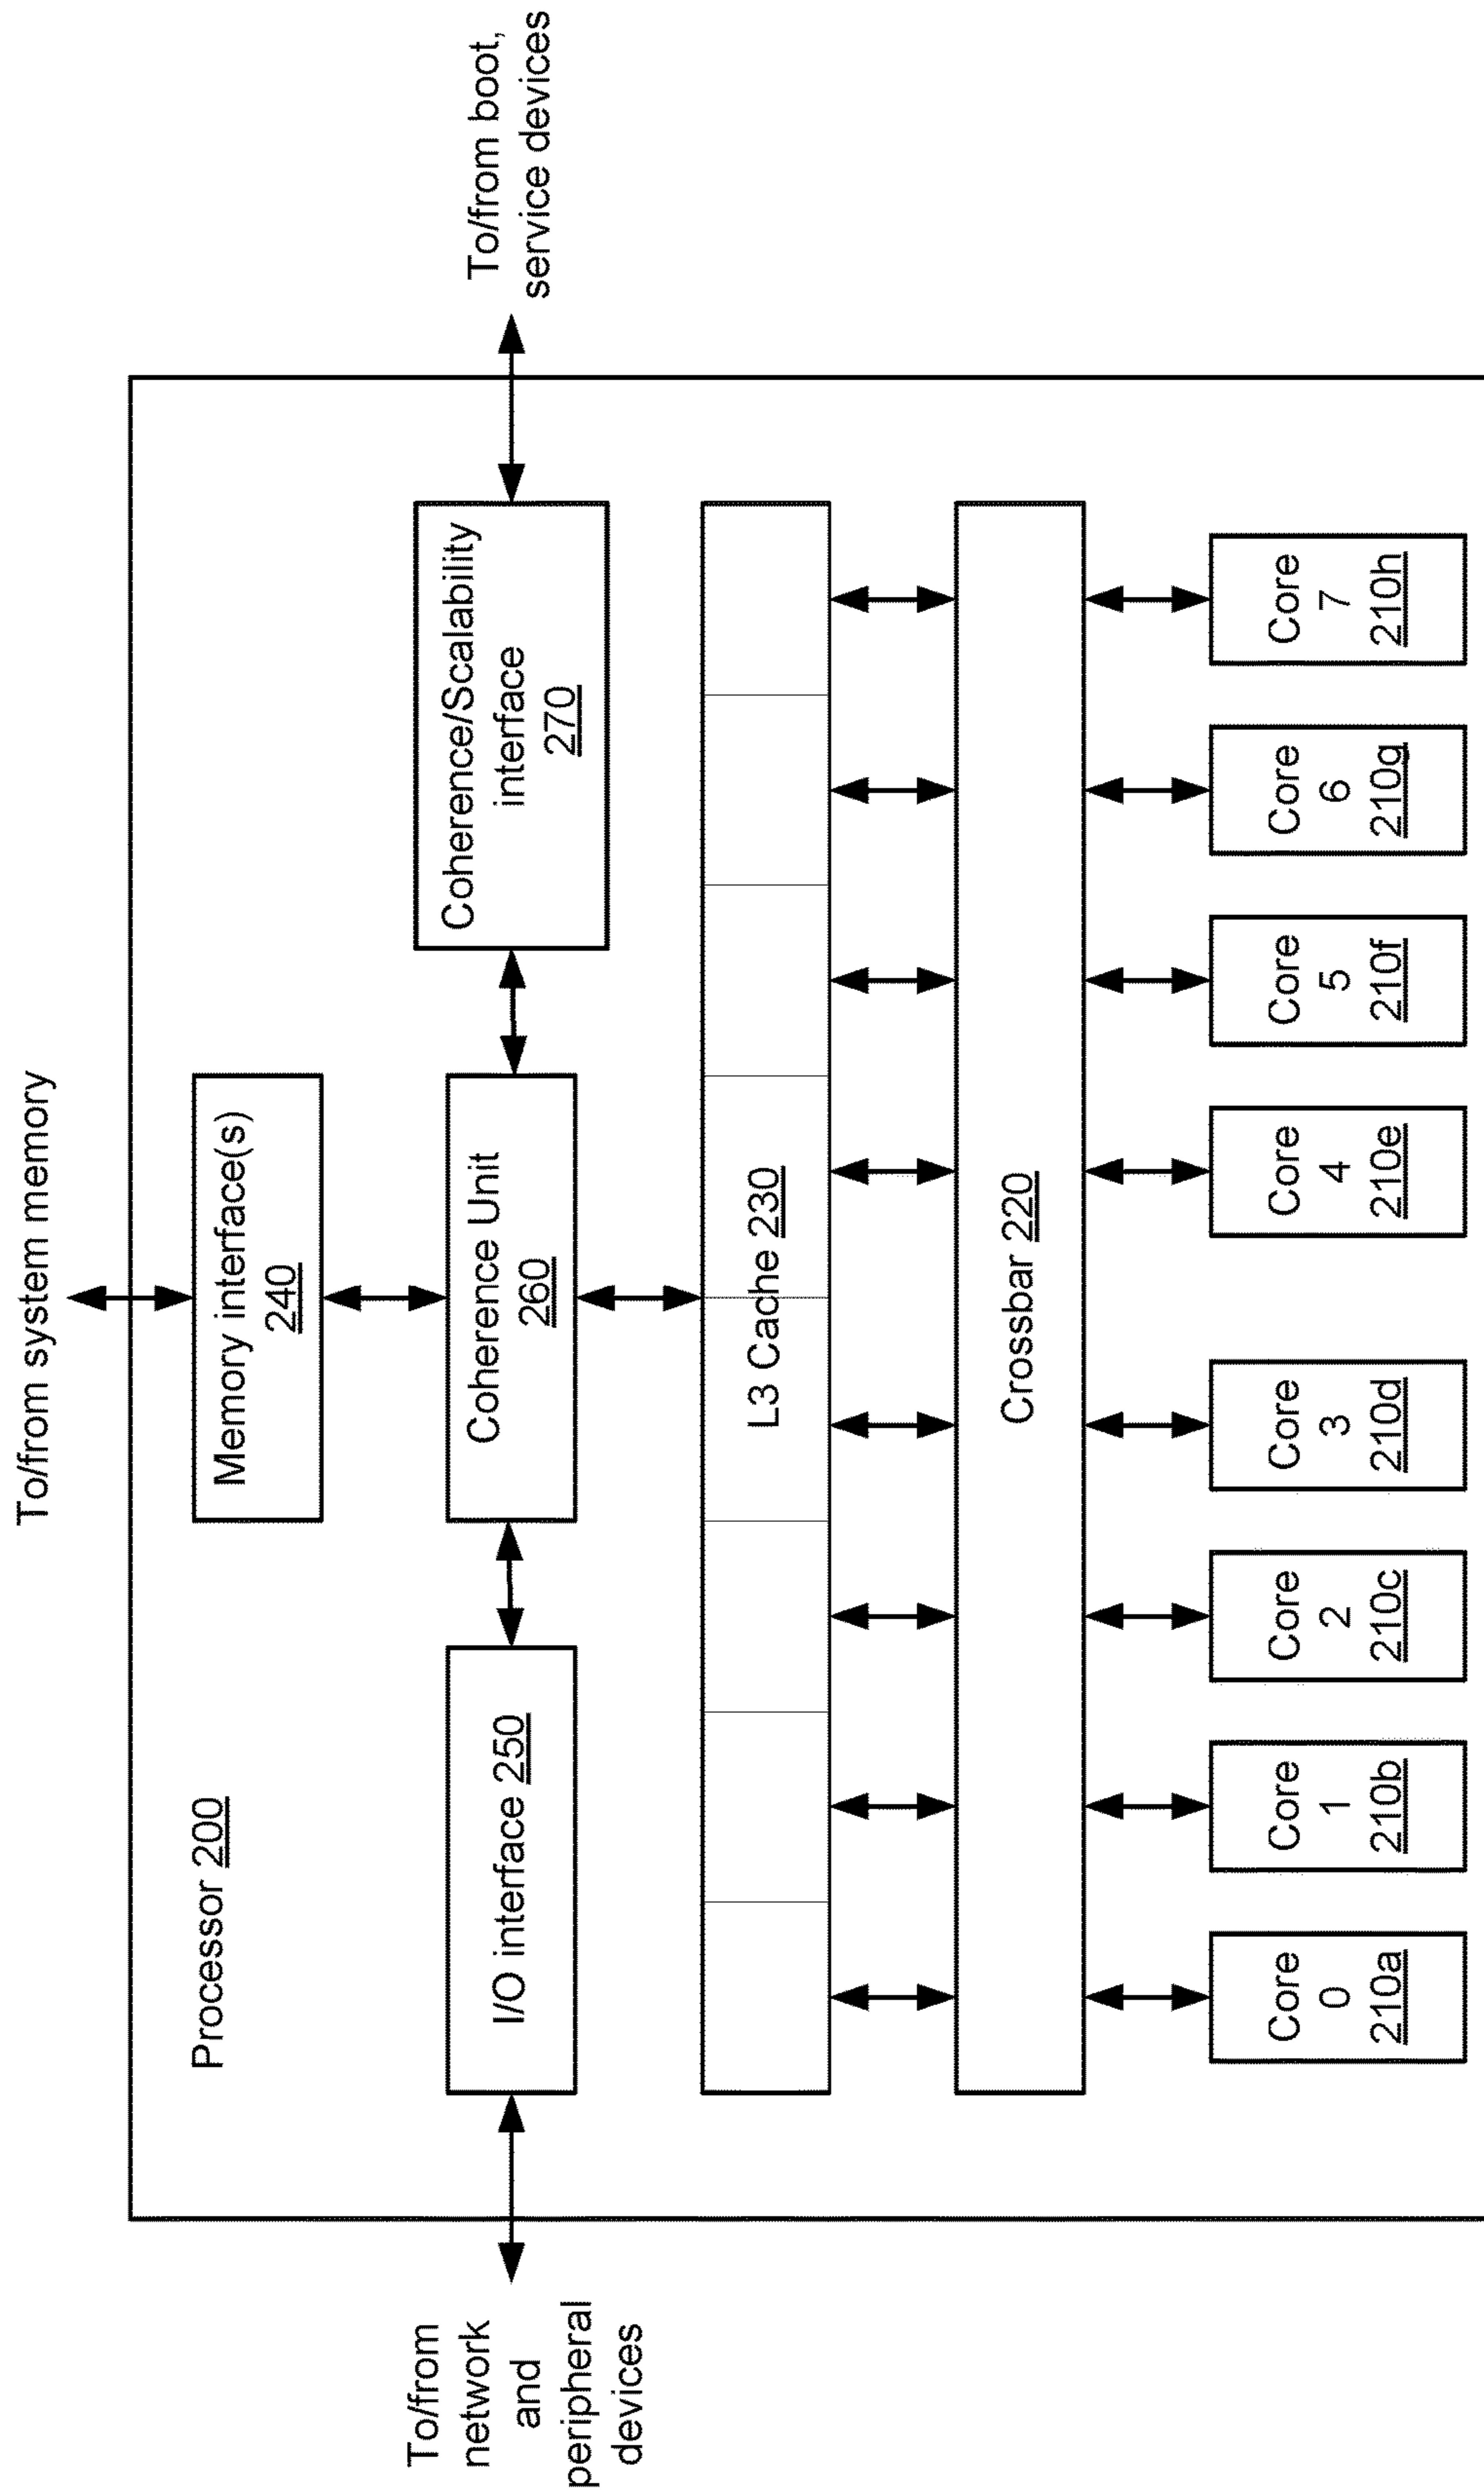 To/from system memory
Processor 200
Memory interface(s)
240
To/from
network
and
peripheral
devices
I/O interface 250
Coherence Unit
260
Coherence/Scalability
interface
270
To/from boot,
service devices
L3 Cache 230
Crossbar 220
Core
0
210a
Core
1
210b
Core
2
210c
Core
3
210d
Core
4
210e
Core
5
210f
Core
6
210g
Core
7
210h